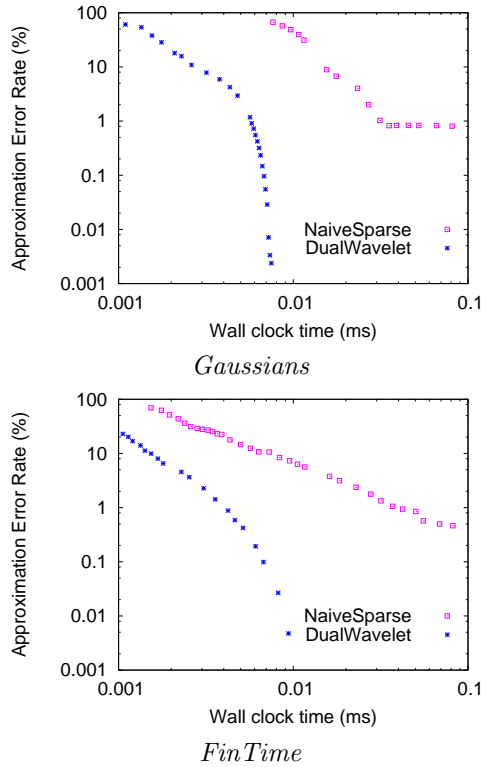 100
10
1
0.1
0.01
0.001
Approximation Error Rate (%)
NaiveSparse
DualWavelet
0.001
0.01
0.1
Wall clock time (ms)
Gaussians
100
10
1
0.1
0.01
0.001
Approximation Error Rate (%)
NaiveSparse
DualWavelet
0.001
0.01
0.1
Wall clock time (ms)
FinTime